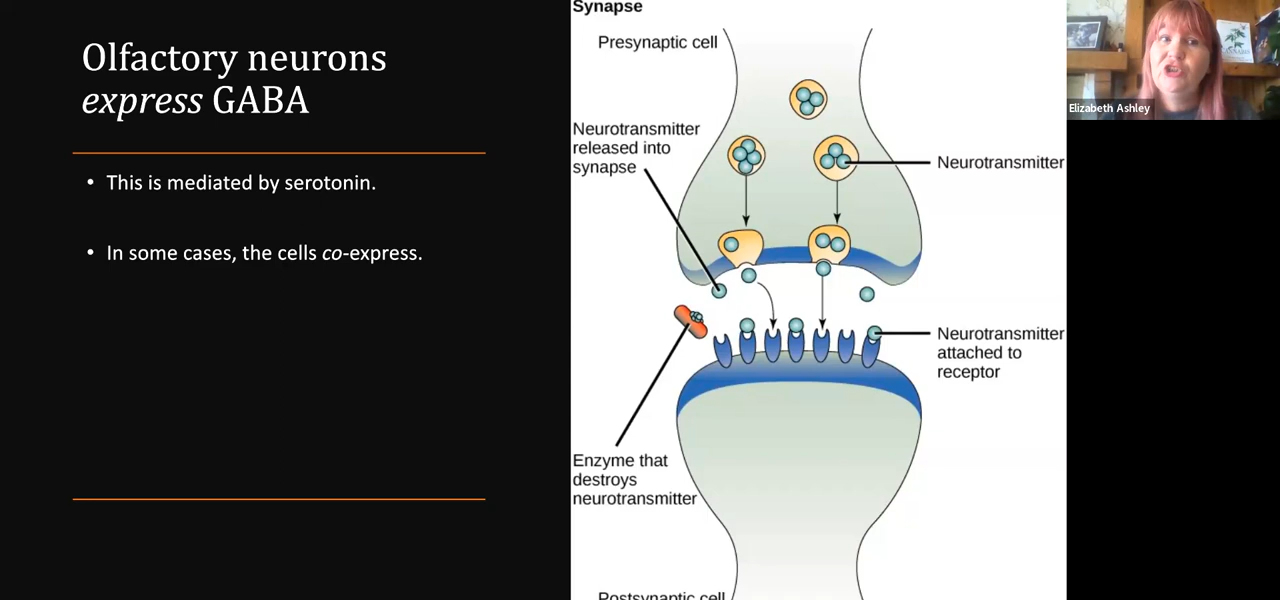 Olfactory neurons
express GABA
• This is mediated by serotonin.
• In some cases, the cells co-express.
Synapse
Presynaptic cell
Neurotransmitter
released into
synapse
Neurotransmitter
Neurotransmitter
attached to
receptor
Enzyme that
destroys
neurotransmitter
Postsynaptic cell
Elizabeth Ashley